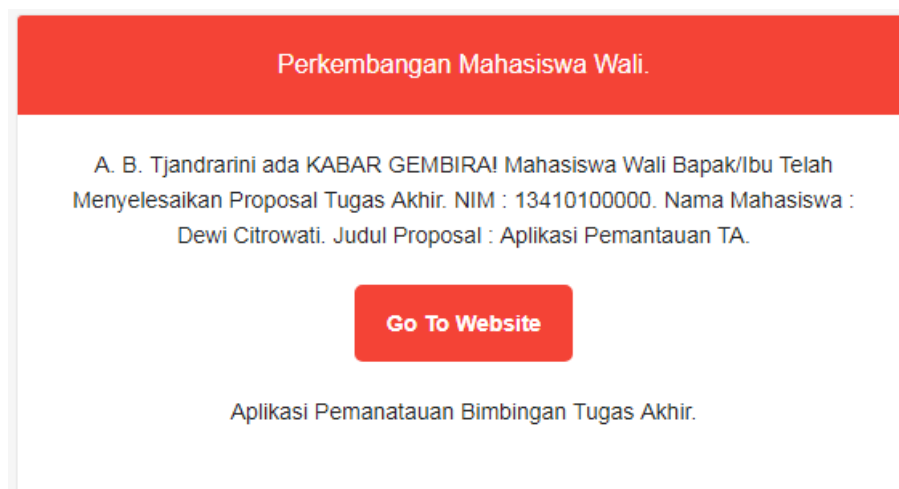 Perkembangan Mahasiswa Wali.
A. B. Tjandrarini ada KABAR GEMBIRA! Mahasiswa Wali Bapak/Ibu Telah
Menyelesaikan Proposal Tugas Akhir. NIM : 13410100000. Nama Mahasiswa :
Dewi Citrowati. Judul Proposal : Aplikasi Pemantauan TA.
Go To Website
Aplikasi Pemanatauan Bimbingan Tugas Akhir.